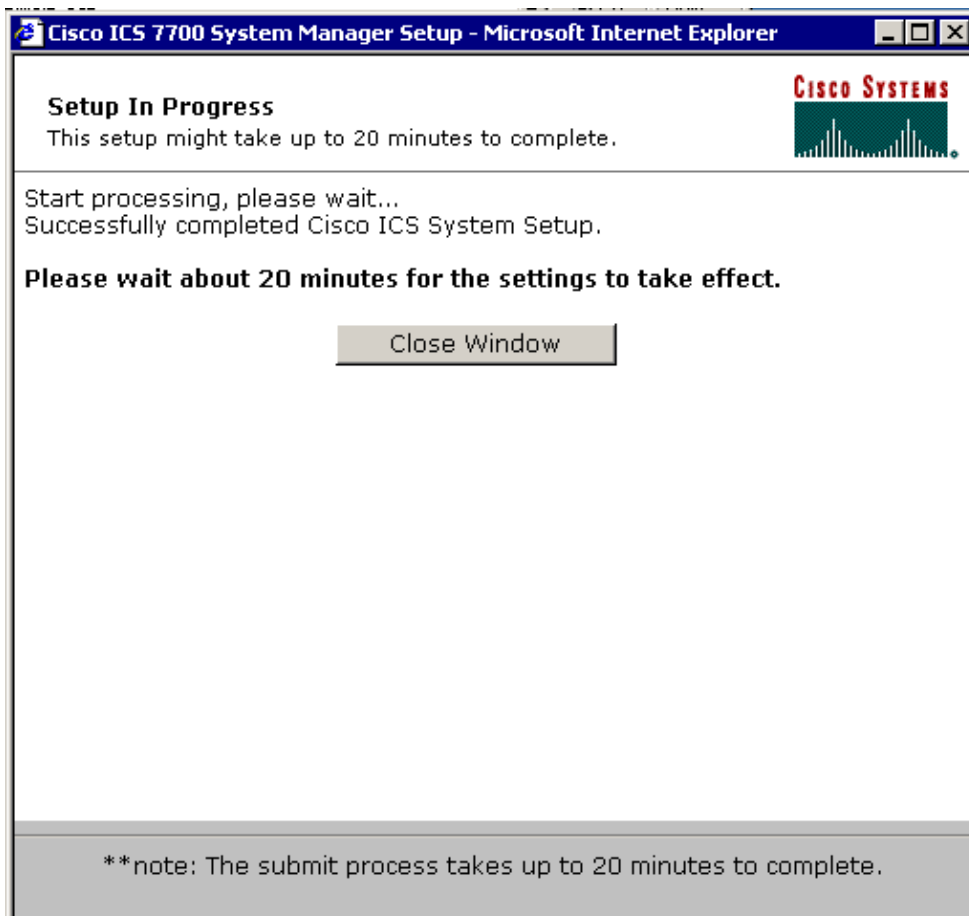 Cisco ICS 7700 System Manager Setup - Microsoft Internet Explorer
Setup In Progress
This setup might take up to 20 minutes to complete.
CISCO SYSTEMS
Start processing, please wait...
Successfully completed Cisco ICS System Setup.
Please wait about 20 minutes for the settings to take effect.
Close Window
**note: The submit process takes up to 20 minutes to complete.